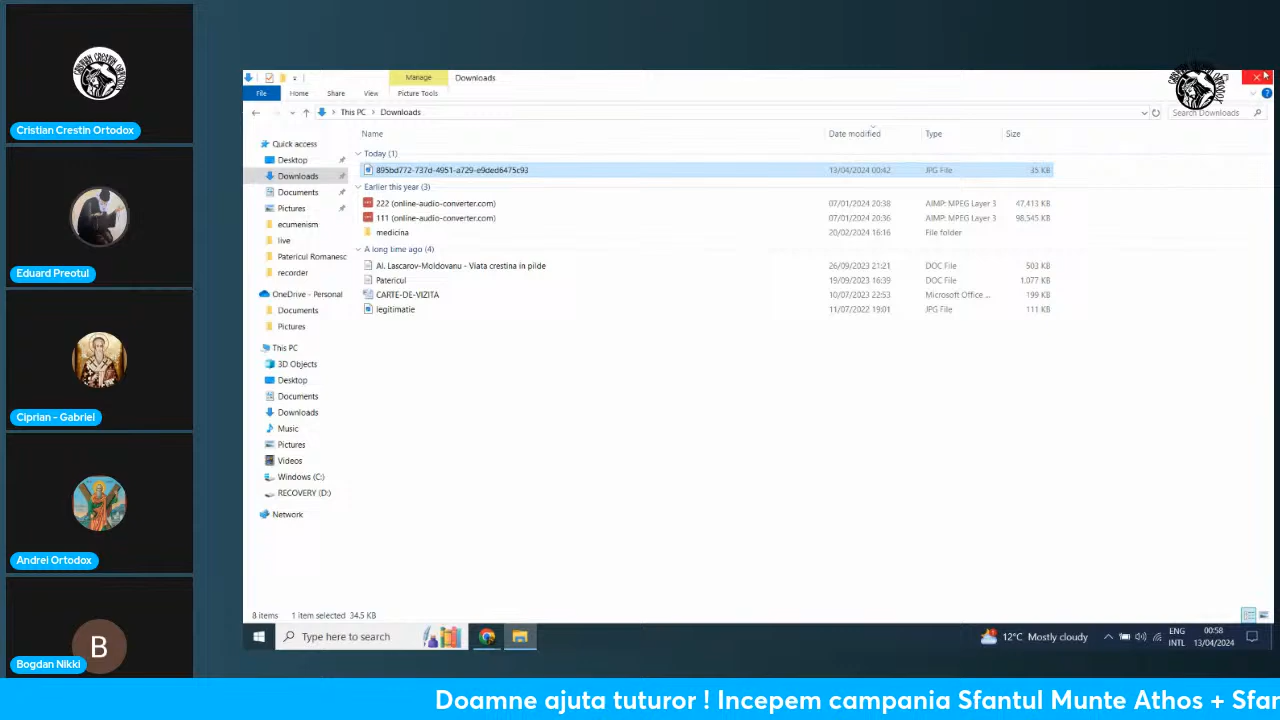 Cristian Crestin Ortodox
Eduard Preotul
Ciprian - Gabriel
Andrei Ortodox
B
Bogdan Nikki
Manage
Downloads
File
Home
Share
View
Picture Tools
This PC
Downloads
Search Downloads
Name
Date modified
Type
Size
Quick access
Desktop
Downloads
Documents
Pictures
ecumenism
live
Patericul Romanesc
recorder
OneDrive - Personal
Documents
Pictures
This PC
3D Objects
Desktop
Documents
Downloads
Music
Pictures
Videos
Windows (C:)
RECOVERY (D:)
Network
Today (1)
895bd772-737d-4951-a729-e9ded6475c93 13/04/2024 00:42 JPG File 35 KB
Earlier this year (3)
222 (online-audio-converter.com) 07/01/2024 20:38 AIMP: MPEG Layer 3 47,413 KB
111 (online-audio-converter.com) 07/01/2024 20:36 AIMP: MPEG Layer 3 98,545 KB
medicina 20/02/2024 16:16 File folder
A long time ago (4)
Al. Lascarov-Moldovanu - Viata crestina in pilde 26/09/2023 21:21 DOC File 503 KB
Patericul 19/09/2023 16:39 DOC File 1,077 KB
CARTE-DE-VIZITA 10/07/2023 22:53 Microsoft Office ... 199 KB
legitimatie 11/07/2022 19:01 JPG File 111 KB
8 items 1 item selected 34.5 KB
Type here to search
12°C Mostly cloudy
ENG
INTL
00:58
13/04/2024
Doamne ajuta tuturor ! Incepem campania Sfantul Munte Athos + Sfar